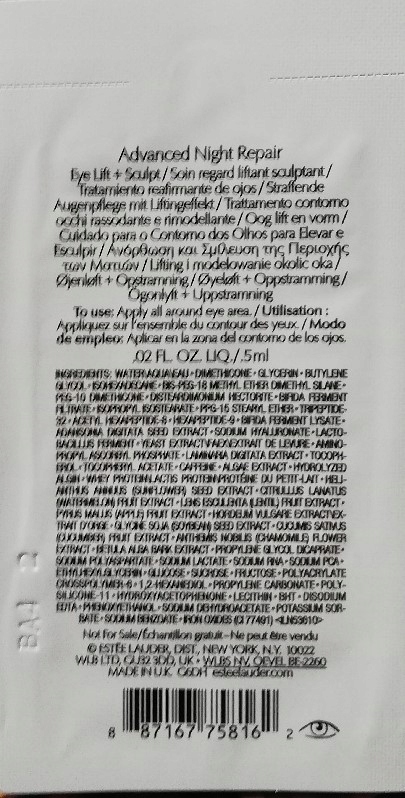 Advanced Night Repair
Eye Lift + Sculpt / Soin regard liftant sculptant /
Tratamiento reafirmante de ojos / Straffende
Augenpflege mit Liftingeffekt / Trattamento contorno
occhi rassodante e rimodellante / Oog lift en vorm /
Cuidado para o Contorno dos Olhos para Elevar e
Esculpir / Ανόρθωση και Σμίλευση της Περιοχής
των Ματιών / Lifting i modelowanie okolic oka /
Øjenløft + Opstramning / Øyeløft + Oppstramming /
Ögonlyft + Uppstramning
To use: Apply all around eye area. / Utilisation :
Appliquez sur l'ensemble du contour des yeux. / Modo
de empleo: Aplicar en la zona del contorno de los ojos.
.02 FL. OZ. LIQ./.5ml
INGREDIENTS: WATER\AQUA\EAU • DIMETHICONE • GLYCERIN • BUTYLENE
GLYCOL • ISOHEXADECANE • BIS-PEG-18 METHYL ETHER DIMETHYL SILANE •
PEG-10 DIMETHICONE • DISTEARDIMONIUM HECTORITE • BIFIDA FERMENT
FILTRATE • ISOPROPYL ISOSTEARATE • PPG-15 STEARYL ETHER • TRIPEPTIDE-
32 • ACETYL HEXAPEPTIDE-8 • HEXAPEPTIDE-9 • BIFIDA FERMENT LYSATE •
ADANSONIA DIGITATA SEED EXTRACT • SODIUM HYALURONATE • LACTO-
BACILLUS FERMENT • YEAST EXTRACT\FAEX\EXTRAIT DE LEVURE • AMINO-
PROPYL ASCORBYL PHOSPHATE • LAMINARIA DIGITATA EXTRACT • TOCOPH-
EROL • TOCOPHERYL ACETATE • CAFFEINE • ALGAE EXTRACT • HYDROLYZED
ALGIN • WHEY PROTEIN\LACTIS PROTEIN\PROTÉINE DU PETIT-LAIT • HELI-
ANTHUS ANNUUS (SUNFLOWER) SEED EXTRACT • CITRULLUS LANATUS
(WATERMELON) FRUIT EXTRACT • LENS ESCULENTA (LENTIL) FRUIT EXTRACT •
PYRUS MALUS (APPLE) FRUIT EXTRACT • HORDEUM VULGARE EXTRACT\EX-
TRAIT D'ORGE • GLYCINE SOJA (SOYBEAN) SEED EXTRACT • CUCUMIS SATIVUS
(CUCUMBER) FRUIT EXTRACT • ANTHEMIS NOBILIS (CHAMOMILE) FLOWER
EXTRACT • BETULA ALBA BARK EXTRACT • PROPYLENE GLYCOL DICAPRATE •
SODIUM POLYASPARTATE • SODIUM LACTATE • SODIUM RNA • SODIUM PCA •
ETHYLHEXYLGLYCERIN • GLUCOSE • SUCROSE • FRUCTOSE • POLYACRYLATE
CROSSPOLYMER-6 • 1,2-HEXANEDIOL • PROPYLENE CARBONATE • POLY-
SILICONE-11 • HYDROXYACETOPHENONE • LECITHIN • BHT • DISODIUM
EDTA • PHENOXYETHANOL • SODIUM DEHYDROACETATE • POTASSIUM SOR-
BATE • SODIUM BENZOATE • IRON OXIDES (CI 77491) <ILN53610>
Not For Sale/Échantillon gratuit – Ne peut être vendu
© ESTÉE LAUDER, DIST., NEW YORK, N.Y. 10022
WLB LTD, GU32 3DD, UK • WLBS NV, OEVEL BE-2260
MADE IN U.K. G6DH esteelauder.com
8 87167 75816 2
BA1 2